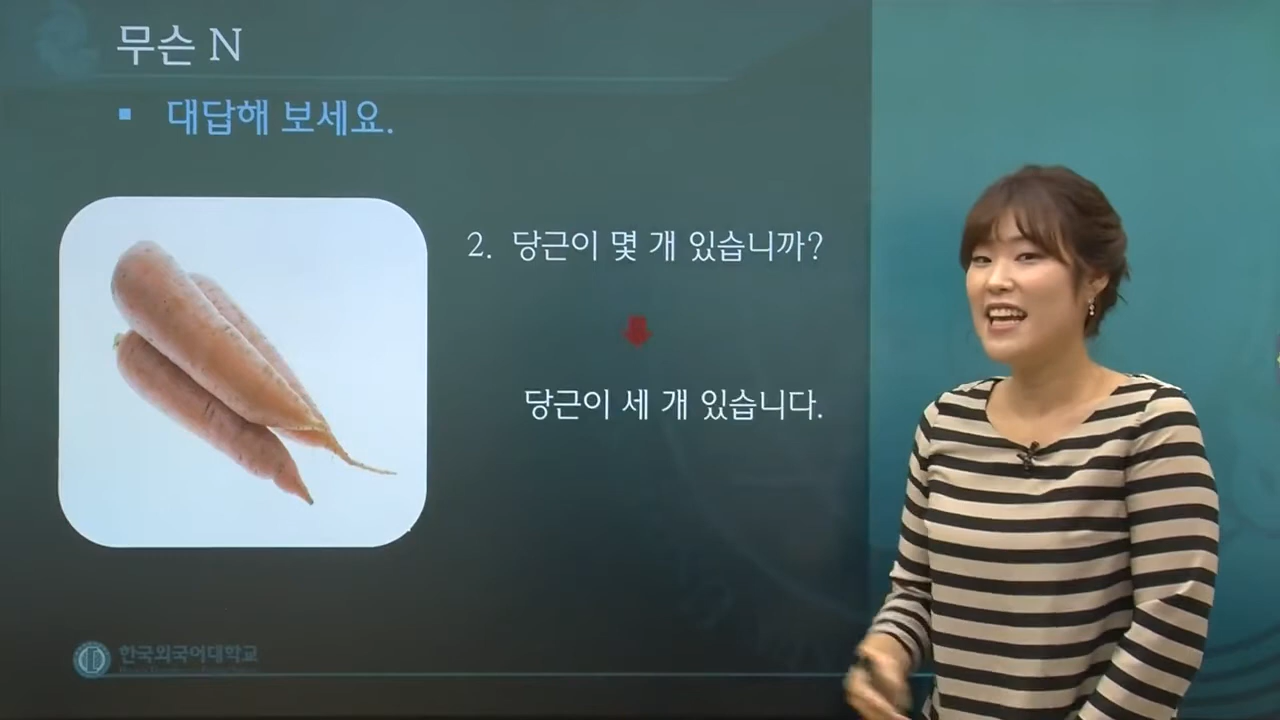 무슨 N
▪ 대답해 보세요.
2. 당근이 몇 개 있습니까?
당근이 세 개 있습니다.
한국외국어대학교